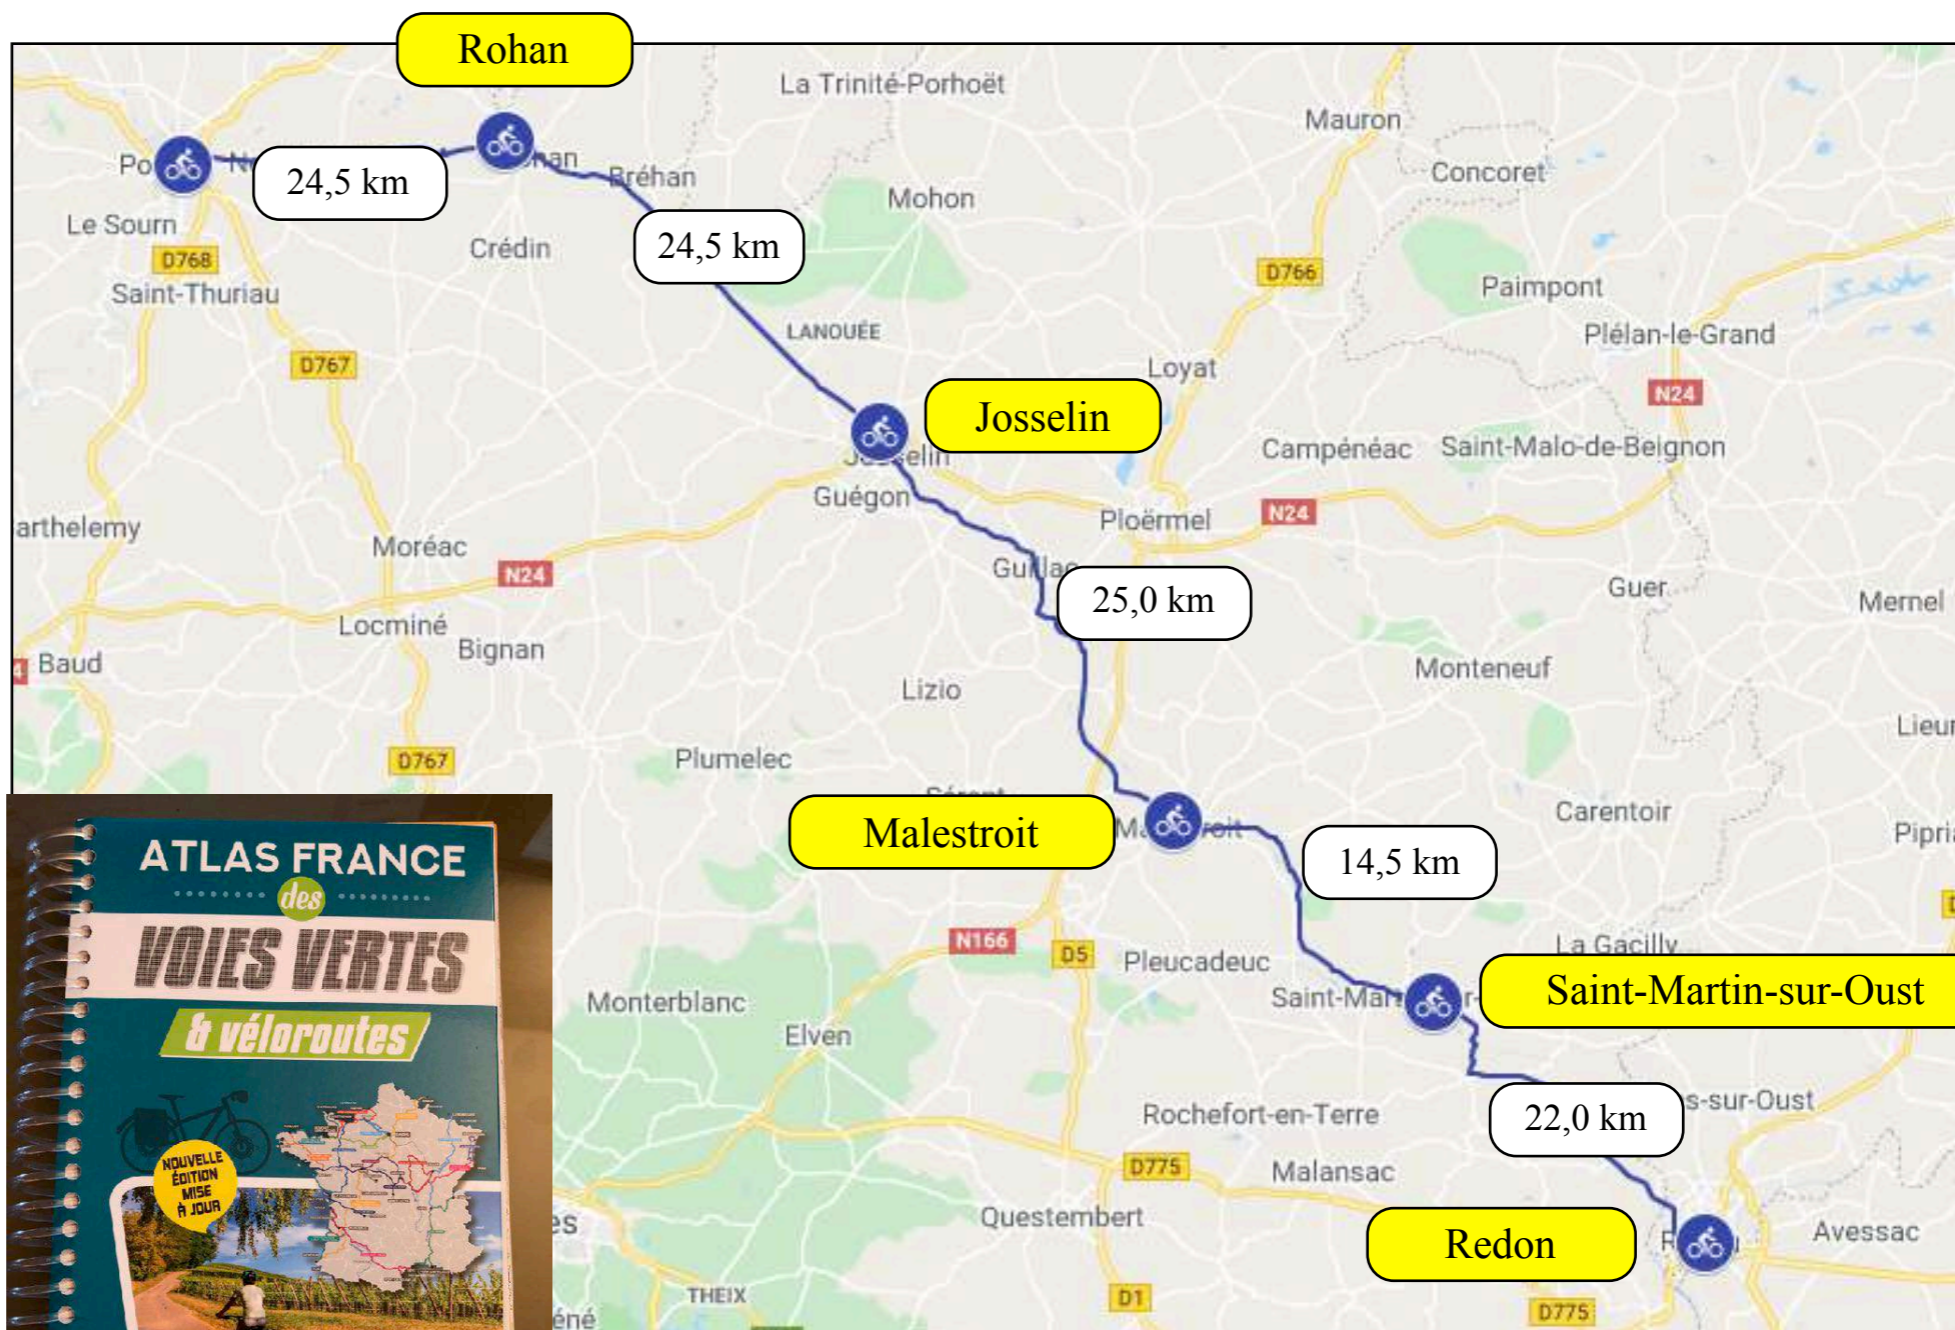 Rohan
La Trinité-Porhoët
Mauron
Concoret
24,5 km
Bréhan
Mohon
Le Sourn
D768
Crédin
24,5 km
D766
Saint-Thuriau
Paimpont
LANOUÉE
Plélan-le-Grand
D767
Loyat
N24
Josselin
Campénéac
Saint-Malo-de-Beignon
Guégon
Ploërmel
N24
arthelemy
Moréac
N24
25,0 km
Guer
Mernel
Locminé
Bignan
Baud
Monteneuf
Lizio
Plumelec
D767
Carentoir
Malestroit
14,5 km
La Gacilly
N166
D5
Pleucadeuc
Saint-Martin-sur-Oust
Monterblanc
Elven
Rochefort-en-Terre
22,0 km
s-sur-Oust
D775
Malansac
Questembert
Redon
Avessac
THEIX
D1
D775
es
éné
ATLAS FRANCE
des
VOIES VERTES
& véloroutes
NOUVELLE
ÉDITION
MISE
À JOUR